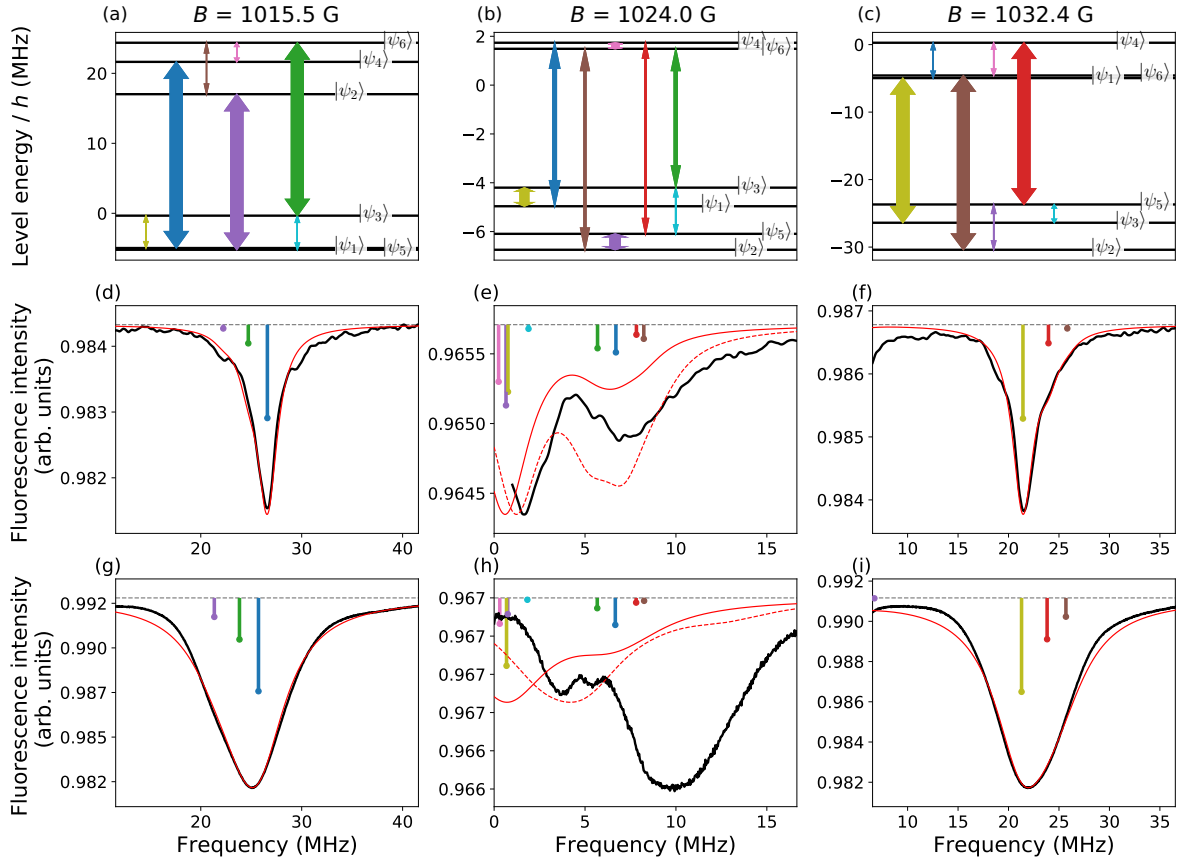 (a) B = 1015.5 G
(b) B = 1024.0 G
(c) B = 1032.4 G
Level energy / h (MHz)
20
10
0
|ψ6⟩
|ψ4⟩
|ψ2⟩
|ψ3⟩
|ψ1⟩ |ψ5⟩
2
0
−2
−4
−6
|ψ4⟩ |ψ6⟩
|ψ3⟩
|ψ1⟩
|ψ5⟩
|ψ2⟩
0
−10
−20
−30
|ψ4⟩
|ψ1⟩ |ψ6⟩
|ψ5⟩
|ψ3⟩
|ψ2⟩
(d)
Fluorescence intensity
(arb. units)
0.984
0.983
0.982
20 30 40
(e)
0.9655
0.9650
0.9645
0 5 10 15
(f)
0.987
0.986
0.985
0.984
10 15 20 25 30 35
(g)
Fluorescence intensity
(arb. units)
0.992
0.990
0.987
0.985
0.982
20 30 40
Frequency (MHz)
(h)
0.967
0.967
0.967
0.967
0.966
0.966
0 5 10 15
Frequency (MHz)
(i)
0.992
0.990
0.988
0.986
0.984
0.982
10 15 20 25 30 35
Frequency (MHz)